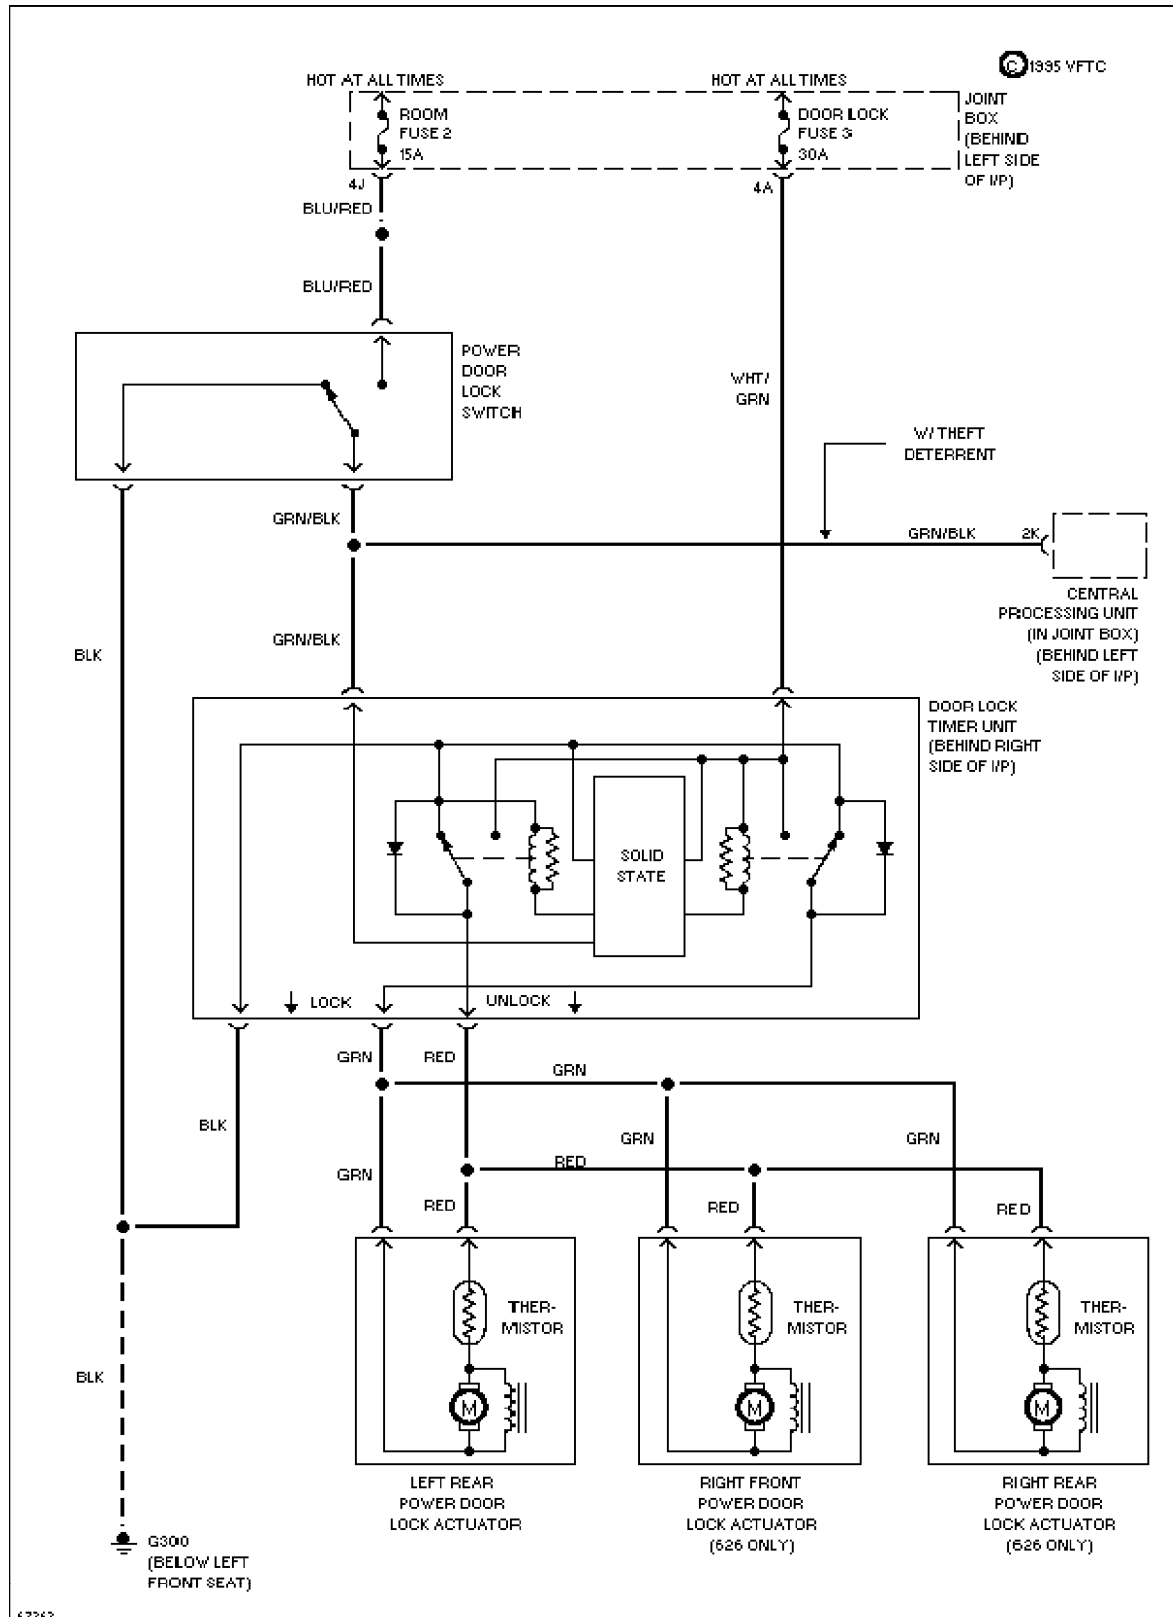 © 1995 VFTC
HOT AT ALL TIMES
HOT AT ALL TIMES
ROOM
FUSE 2
15A
DOOR LOCK
FUSE 3
30A
JOINT
BOX
(BEHIND
LEFT SIDE
OF I/P)
4J
4A
BLU/RED
BLU/RED
POWER
DOOR
LOCK
SWITCH
WHT/
GRN
W/ THEFT
DETERRENT
GRN/BLK
GRN/BLK
2K
CENTRAL
PROCESSING UNIT
(IN JOINT BOX)
(BEHIND LEFT
SIDE OF I/P)
GRN/BLK
BLK
DOOR LOCK
TIMER UNIT
(BEHIND RIGHT
SIDE OF I/P)
SOLID
STATE
LOCK
UNLOCK
GRN
RED
GRN
BLK
GRN
GRN
RED
GRN
RED
RED
RED
THER-
MISTOR
THER-
MISTOR
THER-
MISTOR
M
M
M
BLK
LEFT REAR
POWER DOOR
LOCK ACTUATOR
RIGHT FRONT
POWER DOOR
LOCK ACTUATOR
(626 ONLY)
RIGHT REAR
POWER DOOR
LOCK ACTUATOR
(626 ONLY)
G300
(BELOW LEFT
FRONT SEAT)